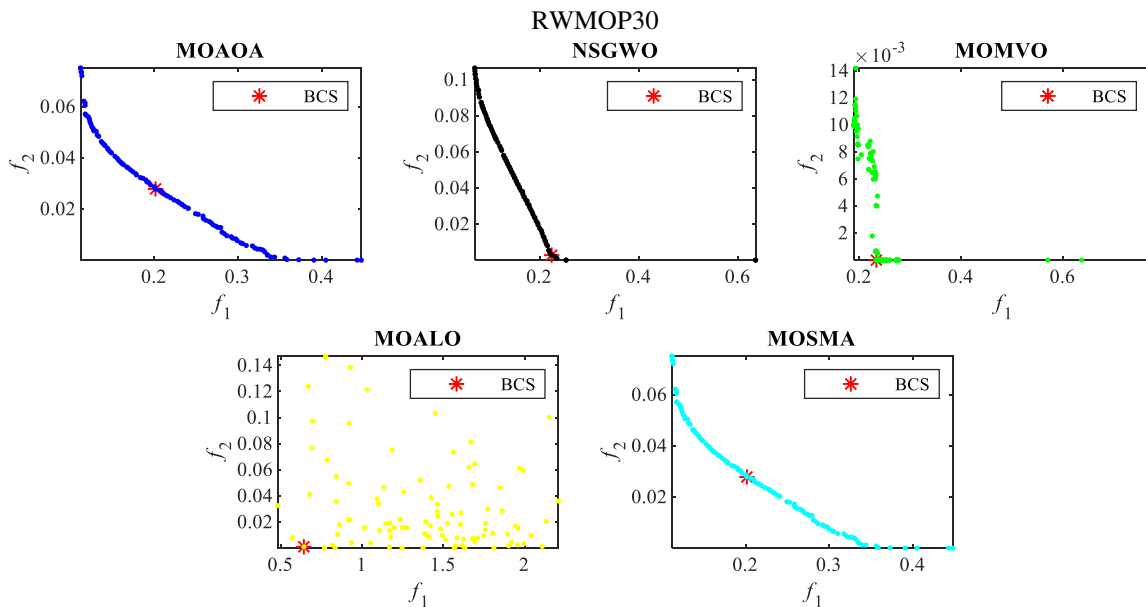 RWMOP30
MOAOA
BCS
f2
0.06
0.04
0.02
0.2 0.3 0.4
f1
NSGWO
BCS
f2
0.1
0.08
0.06
0.04
0.02
0.2 0.4 0.6
f1
MOMVO
× 10-3
BCS
f2
14
12
10
8
6
4
2
0.2 0.4 0.6
f1
MOALO
BCS
f2
0.14
0.12
0.1
0.08
0.06
0.04
0.02
0.5 1 1.5 2
f1
MOSMA
BCS
f2
0.06
0.04
0.02
0.2 0.3 0.4
f1